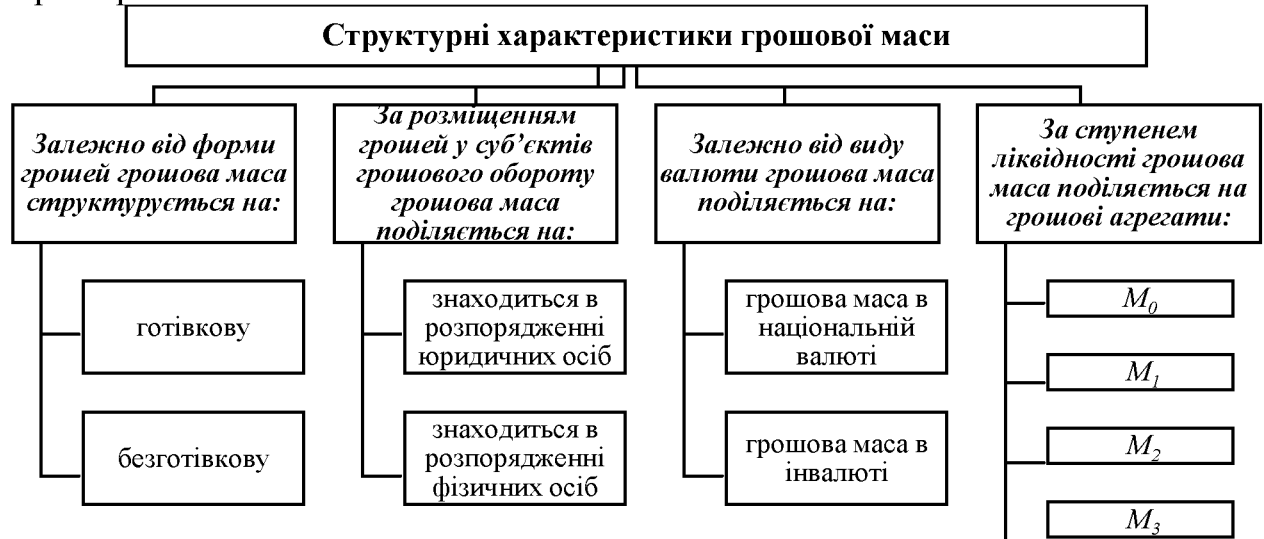 Структурні характеристики грошової маси
Залежно від форми
грошей грошова маса
структурується на:
готівкову
безготівкову
За розміщенням
грошей у суб’єктів
грошового обороту
грошова маса
поділяється на:
знаходиться в
розпорядженні
юридичних осіб
знаходиться в
розпорядженні
фізичних осіб
Залежно від виду
валюти грошова маса
поділяється на:
грошова маса в
національній
валюті
грошова маса в
інвалюті
За ступенем
ліквідності грошова
маса поділяється на
грошові агрегати:
M₀
M₁
M₂
M₃